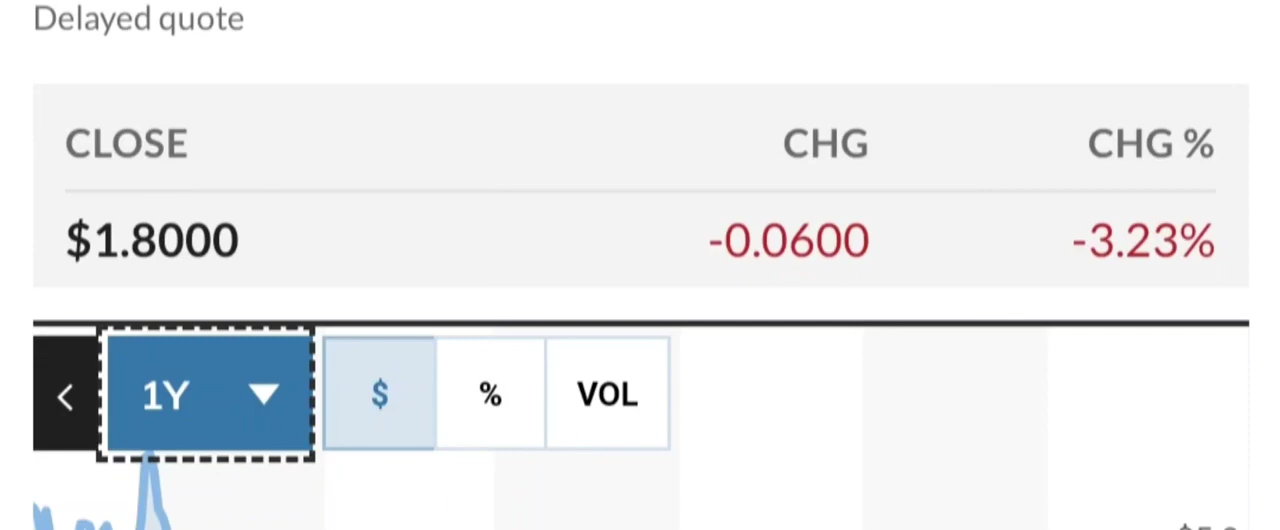 Delayed quote
CLOSE CHG CHG %
$1.8000 -0.0600 -3.23%
1Y $ % VOL